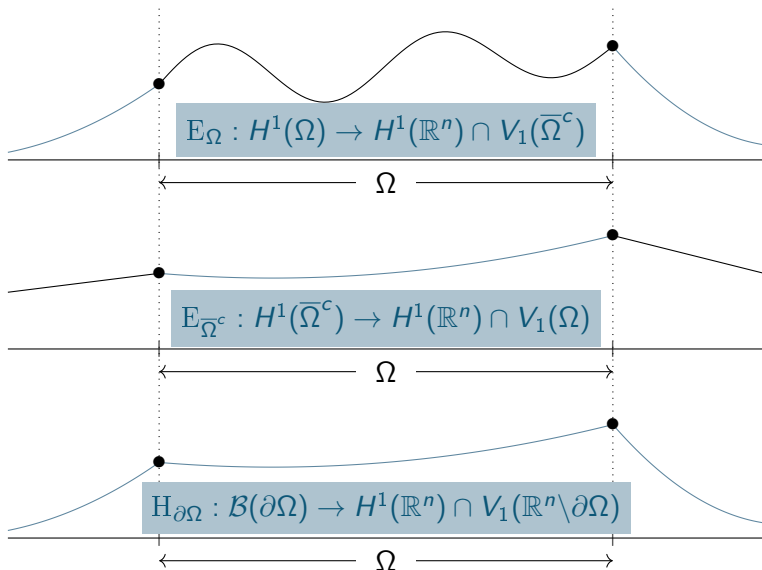 E_Ω : H¹(Ω) → H¹(ℝⁿ) ∩ V₁(Ω̅ᶜ)
Ω
E_Ω̅ᶜ : H¹(Ω̅ᶜ) → H¹(ℝⁿ) ∩ V₁(Ω)
Ω
H_∂Ω : ℬ(∂Ω) → H¹(ℝⁿ) ∩ V₁(ℝⁿ\∂Ω)
Ω